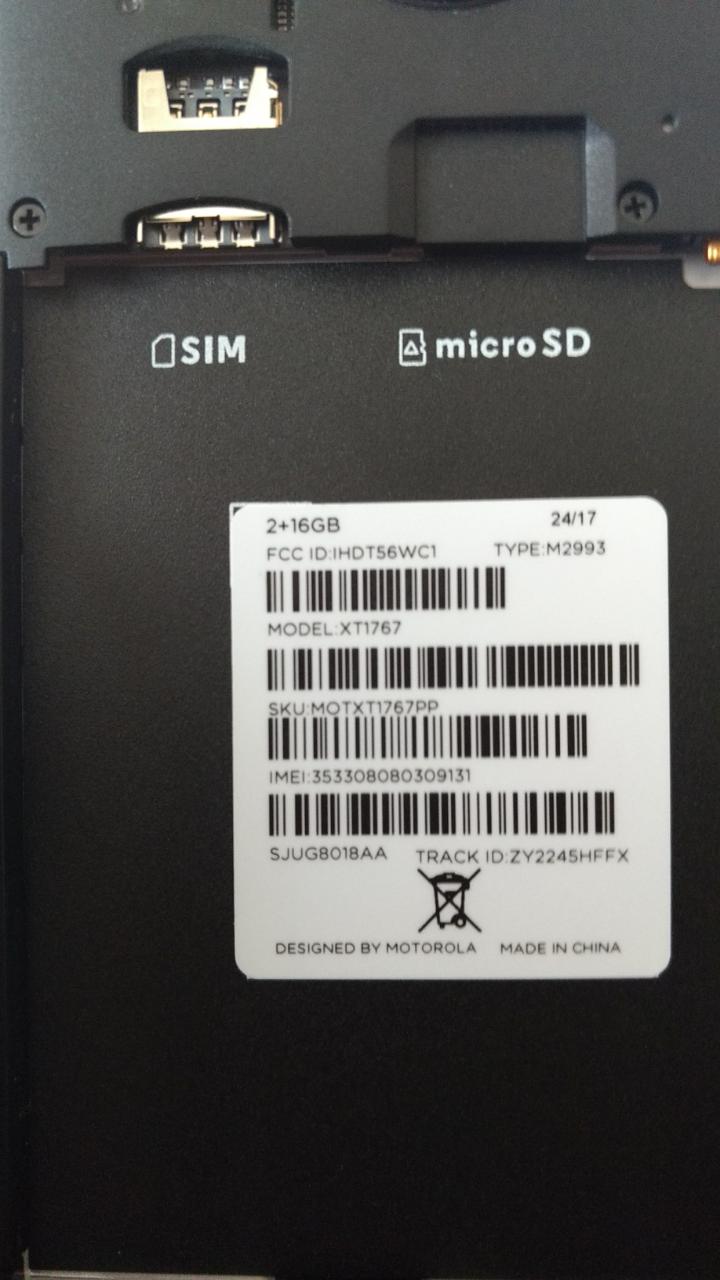 SIM
microSD
2+16GB 24/17
FCC ID:IHDT56WC1 TYPE:M2993
MODEL:XT1767
SKU:MOTXT1767PP
IMEI:353308080309131
SJUG8018AA TRACK ID:ZY2245HFFX
DESIGNED BY MOTOROLA MADE IN CHINA